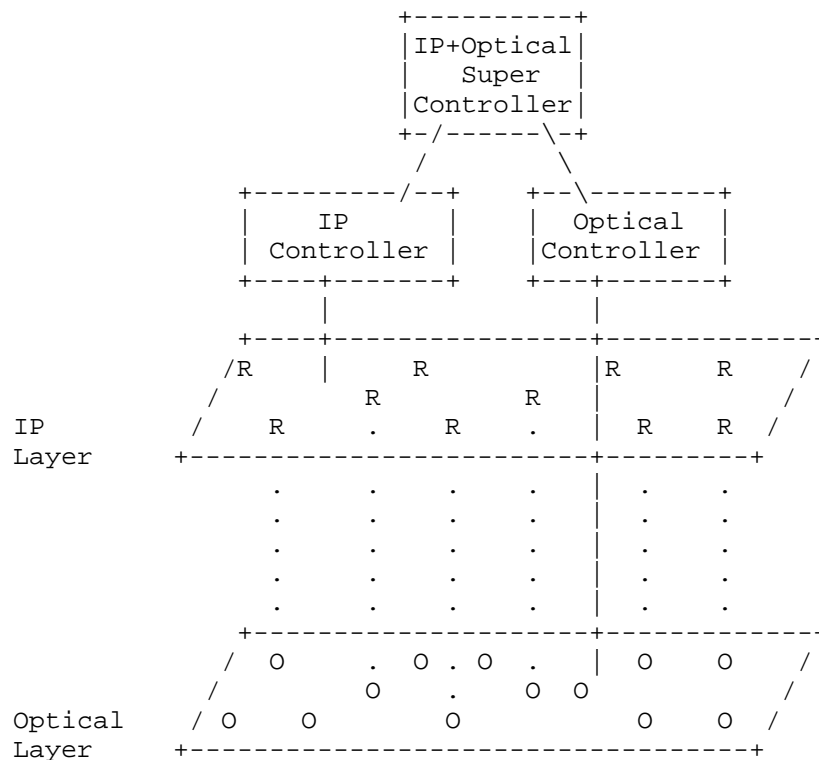 +----------+
                        |IP+Optical|
                        |  Super   |
                        |Controller|
                        +-/------\-+
                         /        \
              +---------/--+    +--\--------+
              |    IP      |    |  Optical  |
              | Controller |    |Controller |
              +----+-------+    +---+-------+
                   |                |
              +----+----------------+--------------+
             /R    |     R          |R      R     /
            /         R         R   |            /
IP         /     R    .    R    .   |  R    R   /
Layer     +-------------------------+---------+
                 .    .    .    .   |  .    .
                 .    .    .    .   |  .    .
                 .    .    .    .   |  .    .
                 .    .    .    .   |  .    .
                 .    .    .    .   |  .    .
              +---------------------+--------------+
             /   O    .  O . O  .   |  O    O     /
            /         O    .    O  O             /
Optical    / O    O        O           O    O   /
Layer     +-----------------------------------+